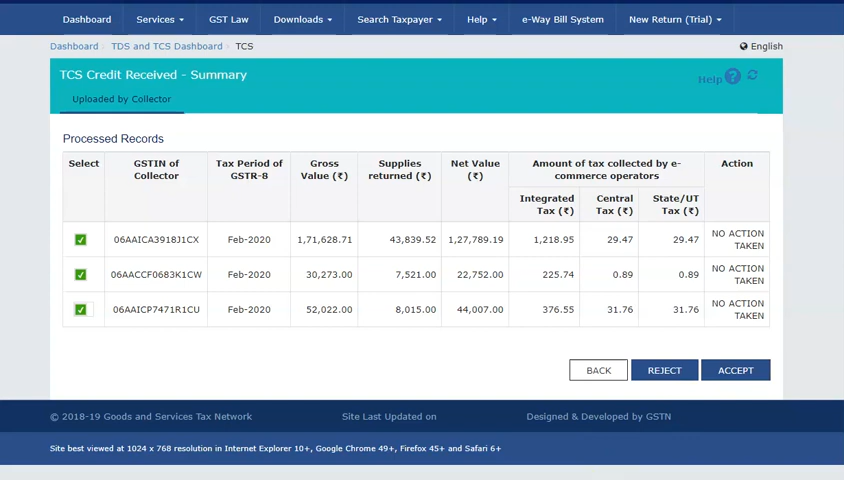 Dashboard Services GST Law Downloads Search Taxpayer Help e-Way Bill System New Return (Trial)
Dashboard TDS and TCS Dashboard TCS English
TCS Credit Received - Summary
Help ?
Uploaded by Collector
Processed Records
Select GSTIN of Collector Tax Period of GSTR-8 Gross Value (₹) Supplies returned (₹) Net Value (₹) Amount of tax collected by e-commerce operators Action
Integrated Tax (₹) Central Tax (₹) State/UT Tax (₹)
06AAICA3918J1CX Feb-2020 1,71,628.71 43,839.52 1,27,789.19 1,218.95 29.47 29.47 NO ACTION TAKEN
06AACCF0683K1CW Feb-2020 30,273.00 7,521.00 22,752.00 225.74 0.89 0.89 NO ACTION TAKEN
06AAICP7471R1CU Feb-2020 52,022.00 8,015.00 44,007.00 376.55 31.76 31.76 NO ACTION TAKEN
BACK REJECT ACCEPT
© 2018-19 Goods and Services Tax Network Site Last Updated on Designed & Developed by GSTN
Site best viewed at 1024 x 768 resolution in Internet Explorer 10+, Google Chrome 49+, Firefox 45+ and Safari 6+